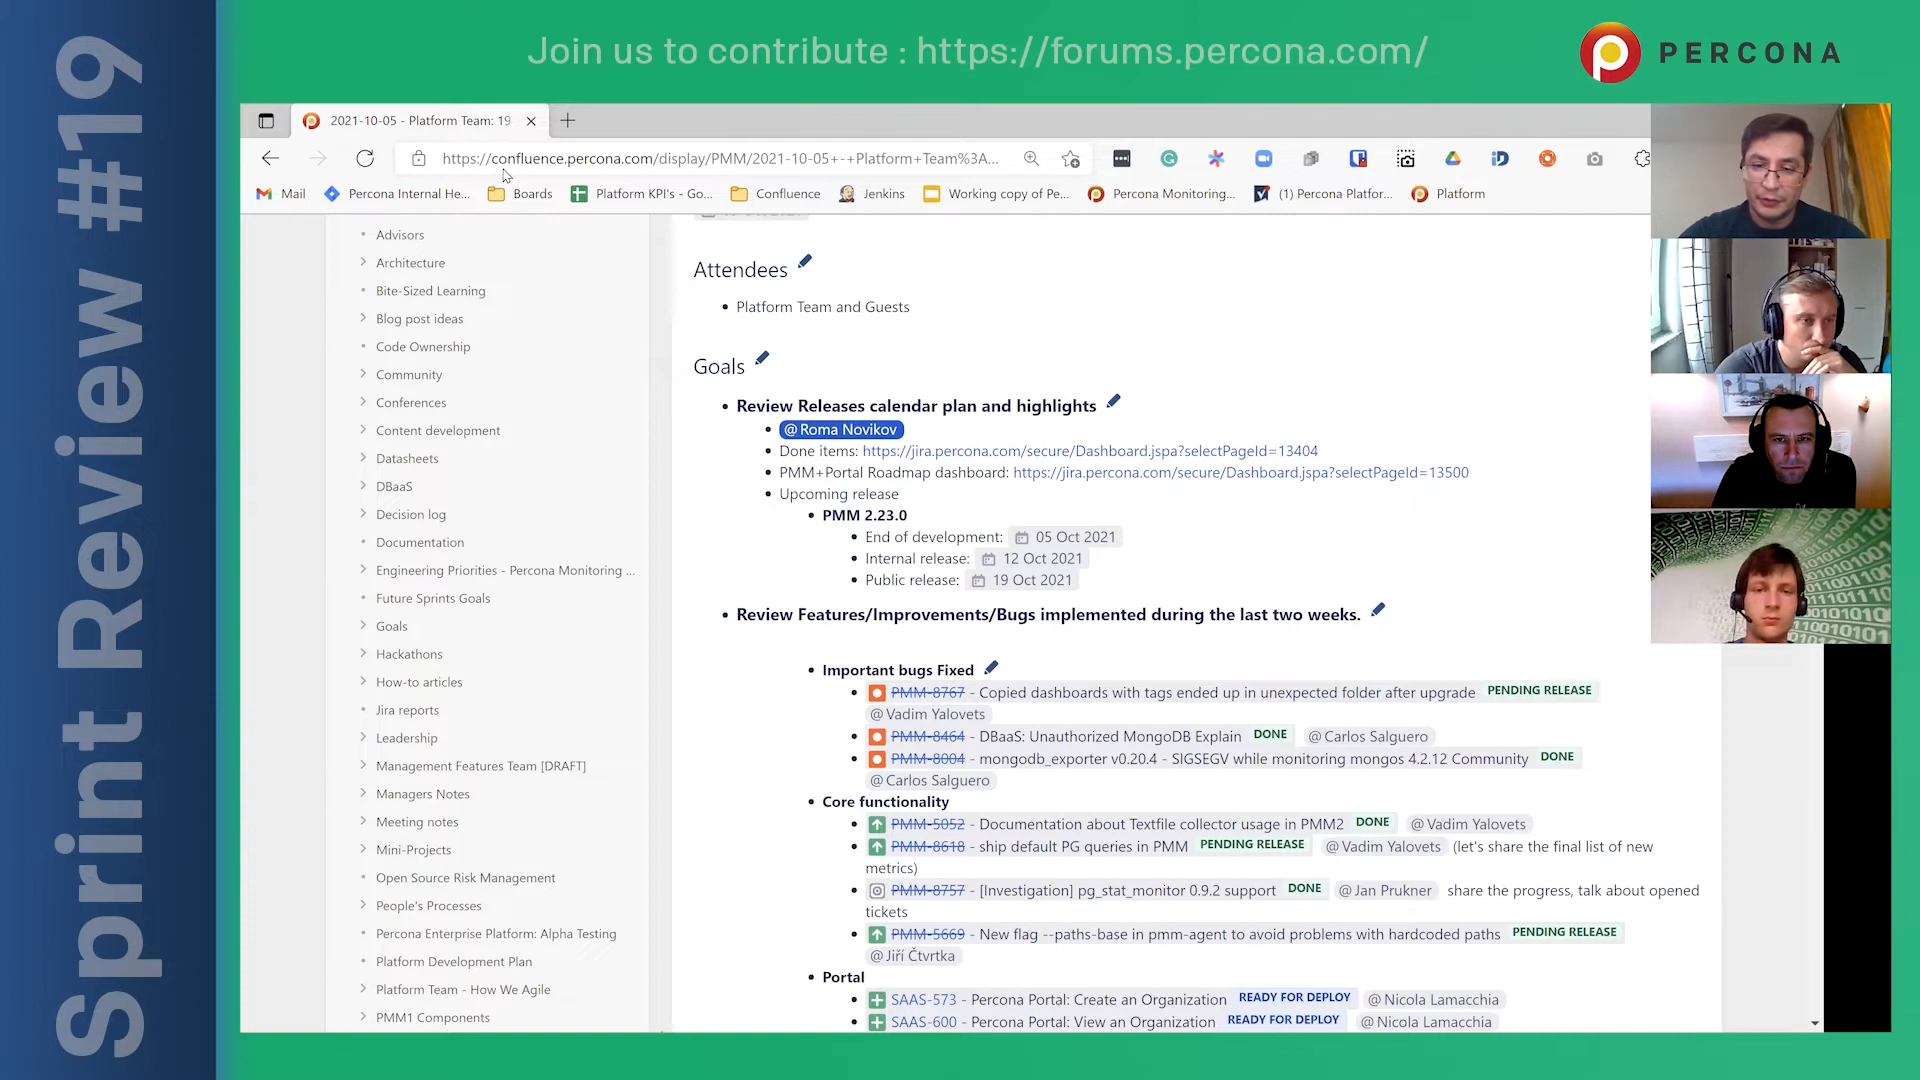 Sprint Review #19
Join us to contribute : https://forums.percona.com/
PERCONA
2021-10-05 - Platform Team: 19
https://confluence.percona.com/display/PMM/2021-10-05+-+Platform+Team%3A...
Mail
Percona Internal He...
Boards
Platform KPI's - Go...
Confluence
Jenkins
Working copy of Pe...
Percona Monitoring...
(1) Percona Platfor...
Platform
Advisors
Architecture
Bite-Sized Learning
Blog post ideas
Code Ownership
Community
Conferences
Content development
Datasheets
DBaaS
Decision log
Documentation
Engineering Priorities - Percona Monitoring ...
Future Sprints Goals
Goals
Hackathons
How-to articles
Jira reports
Leadership
Management Features Team [DRAFT]
Managers Notes
Meeting notes
Mini-Projects
Open Source Risk Management
People's Processes
Percona Enterprise Platform: Alpha Testing
Platform Development Plan
Platform Team - How We Agile
PMM1 Components
Attendees
• Platform Team and Guests
Goals
• Review Releases calendar plan and highlights
• @Roma Novikov
• Done items: https://jira.percona.com/secure/Dashboard.jspa?selectPageId=13404
• PMM+Portal Roadmap dashboard: https://jira.percona.com/secure/Dashboard.jspa?selectPageId=13500
• Upcoming release
• PMM 2.23.0
• End of development: 05 Oct 2021
• Internal release: 12 Oct 2021
• Public release: 19 Oct 2021
• Review Features/Improvements/Bugs implemented during the last two weeks.
• Important bugs Fixed
• PMM-8767 - Copied dashboards with tags ended up in unexpected folder after upgrade PENDING RELEASE
@Vadim Yalovets
• PMM-8464 - DBaaS: Unauthorized MongoDB Explain DONE @Carlos Salguero
• PMM-8004 - mongodb_exporter v0.20.4 - SIGSEGV while monitoring mongos 4.2.12 Community DONE
@Carlos Salguero
• Core functionality
• PMM-5052 - Documentation about Textfile collector usage in PMM2 DONE @Vadim Yalovets
• PMM-8618 - ship default PG queries in PMM PENDING RELEASE @Vadim Yalovets (let's share the final list of new
metrics)
• PMM-8757 - [Investigation] pg_stat_monitor 0.9.2 support DONE @Jan Prukner share the progress, talk about opened
tickets
• PMM-5669 - New flag --paths-base in pmm-agent to avoid problems with hardcoded paths PENDING RELEASE
@Jiří Čtvrtka
• Portal
• SAAS-573 - Percona Portal: Create an Organization READY FOR DEPLOY @Nicola Lamacchia
• SAAS-600 - Percona Portal: View an Organization READY FOR DEPLOY @Nicola Lamacchia